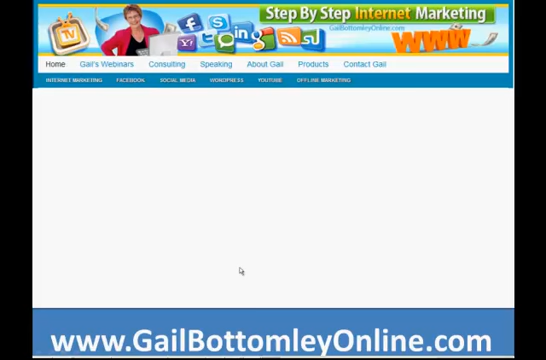 Step By Step Internet Marketing
GailBottomleyOnline.com
TV
WWW
Home Gail's Webinars Consulting Speaking About Gail Products Contact Gail
INTERNET MARKETING FACEBOOK SOCIAL MEDIA WORDPRESS YOUTUBE OFFLINE MARKETING
www.GailBottomleyOnline.com